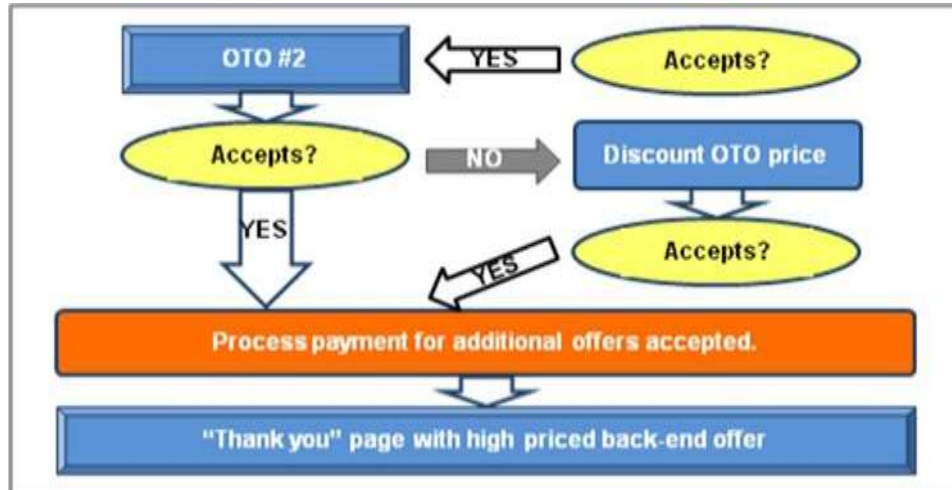 OTO #2
YES
Accepts?
Accepts?
NO
Discount OTO price
YES
Accepts?
YES
Process payment for additional offers accepted.
“Thank you” page with high priced back-end offer